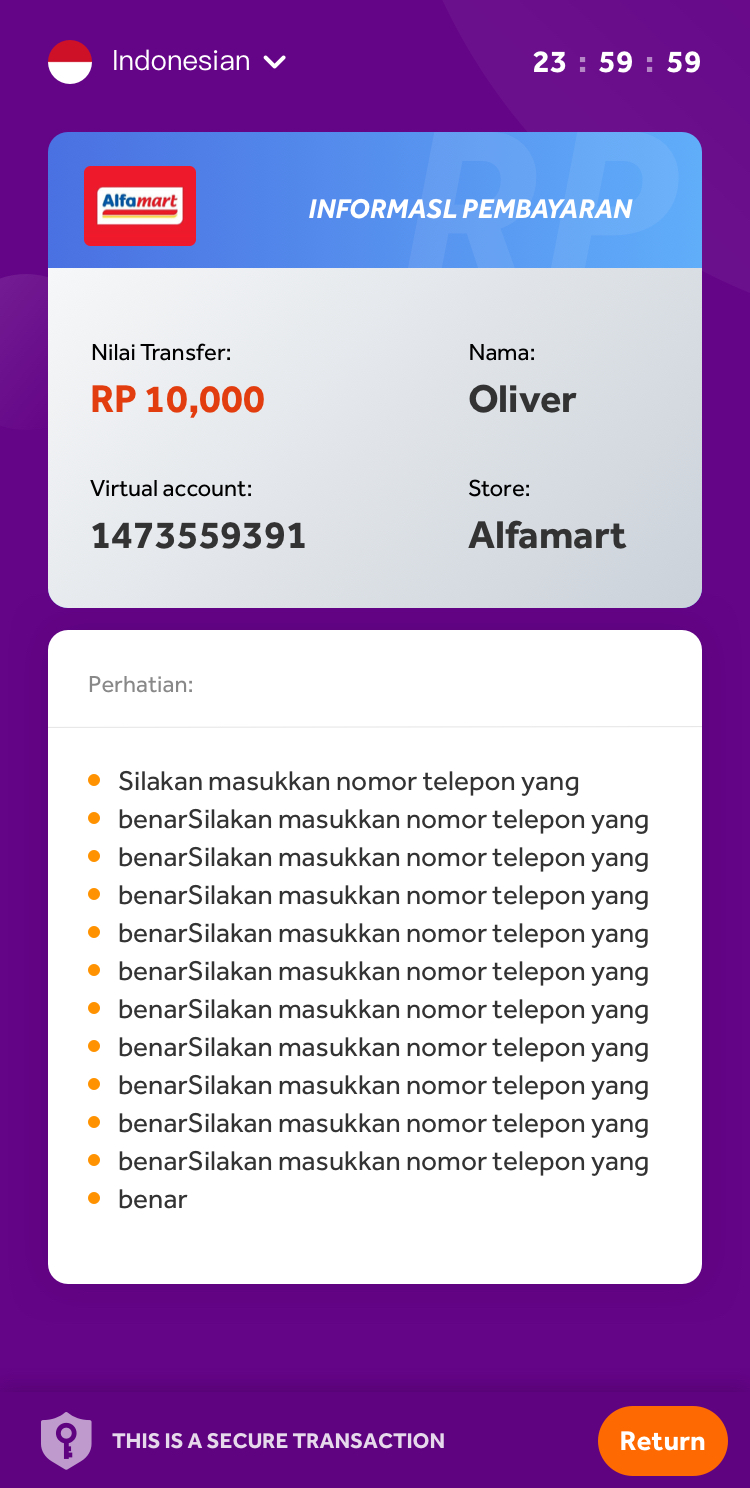 Indonesian
23 : 59 : 59
Alfamart
INFORMASL PEMBAYARAN
RP
Nilai Transfer:
Nama:
RP 10,000
Oliver
Virtual account:
Store:
1473559391
Alfamart
Perhatian:
Silakan masukkan nomor telepon yang
benarSilakan masukkan nomor telepon yang
benarSilakan masukkan nomor telepon yang
benarSilakan masukkan nomor telepon yang
benarSilakan masukkan nomor telepon yang
benarSilakan masukkan nomor telepon yang
benarSilakan masukkan nomor telepon yang
benarSilakan masukkan nomor telepon yang
benarSilakan masukkan nomor telepon yang
benarSilakan masukkan nomor telepon yang
benarSilakan masukkan nomor telepon yang
benar
THIS IS A SECURE TRANSACTION
Return